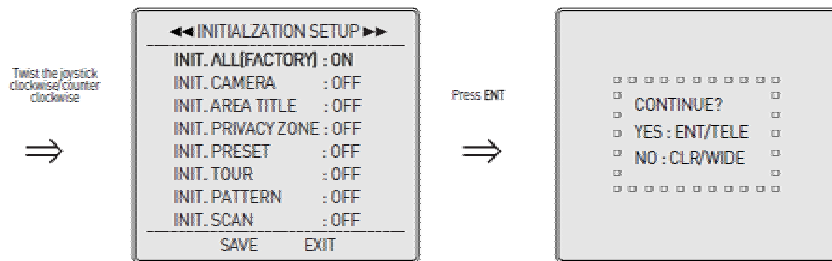 Twist the joystick
clockwise/counter
clockwise
◄◄ INITIALZATION SETUP ►►
INIT. ALL(FACTORY) : ON
INIT. CAMERA : OFF
INIT. AREA TITLE : OFF
INIT. PRIVACY ZONE : OFF
INIT. PRESET : OFF
INIT. TOUR : OFF
INIT. PATTERN : OFF
INIT. SCAN : OFF
SAVE EXIT
Press ENT
CONTINUE?
YES : ENT/TELE
NO : CLR/WIDE